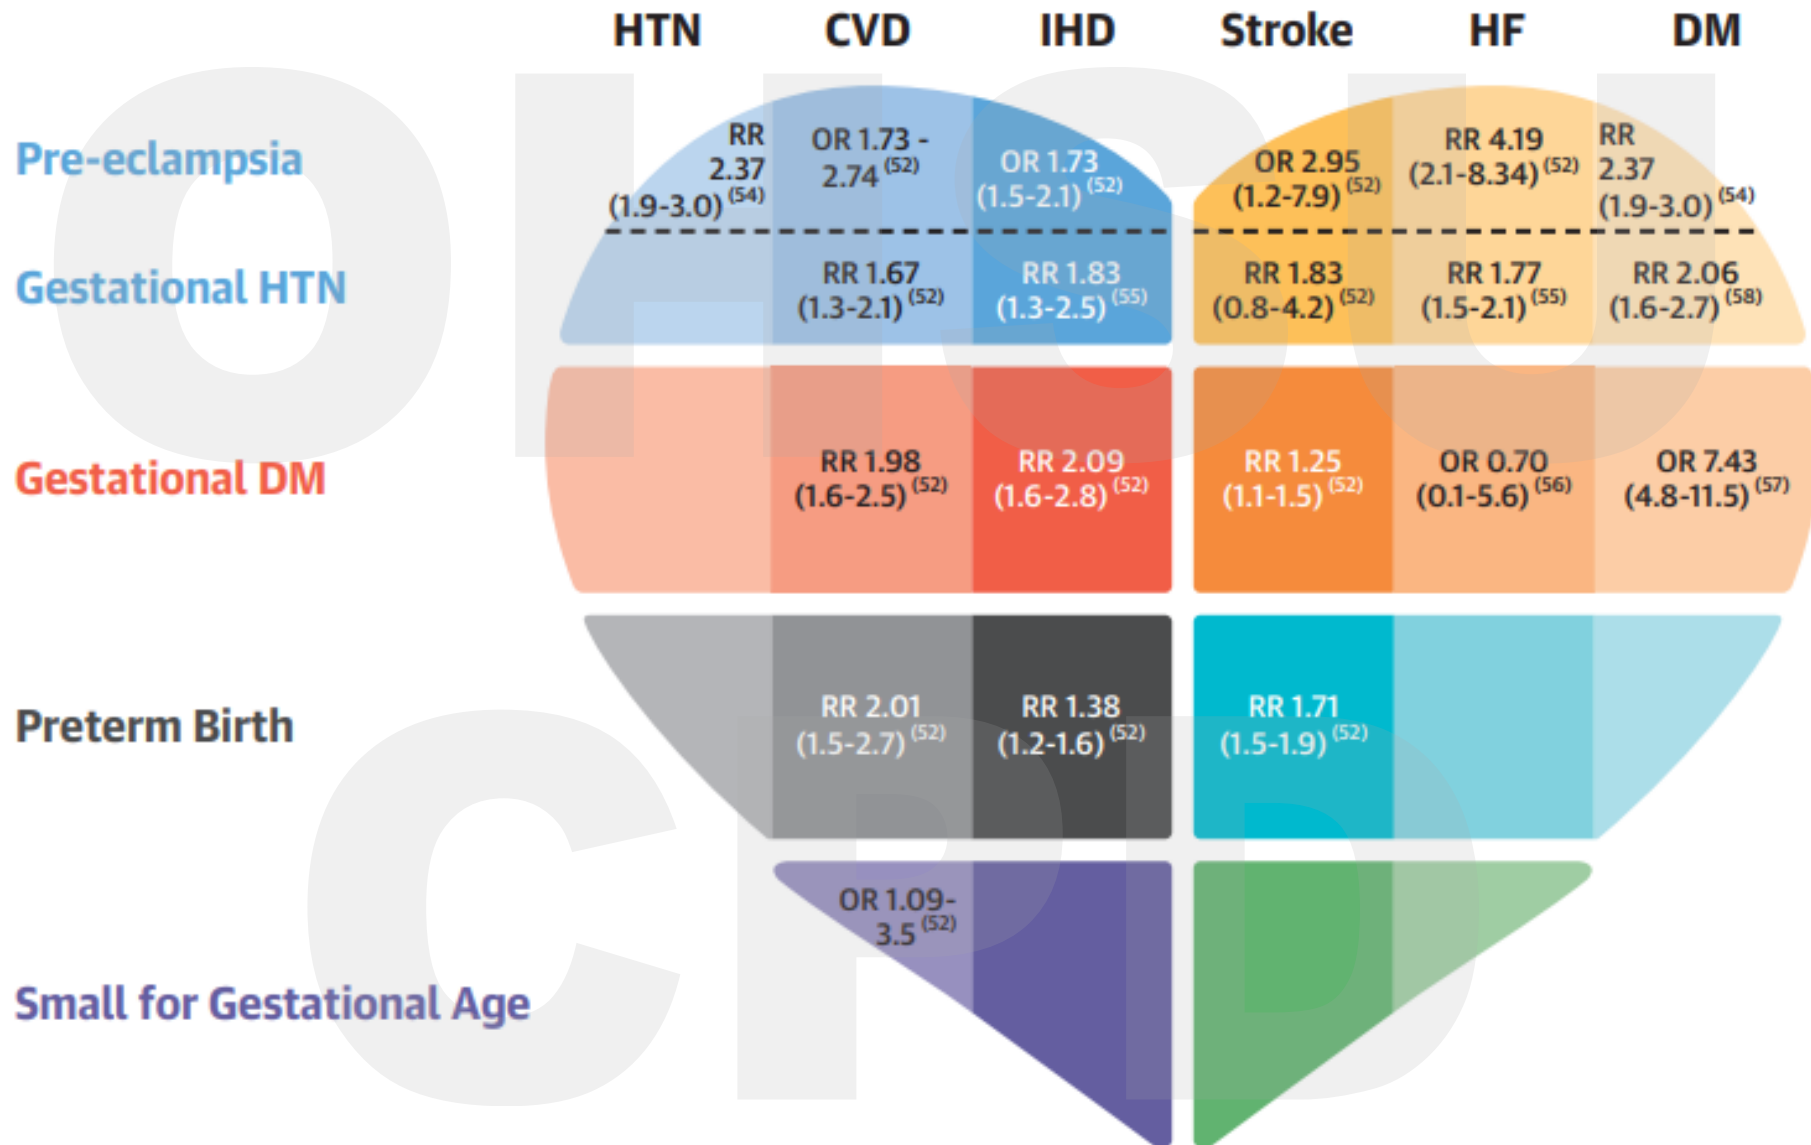 HTN CVD IHD Stroke HF DM
Pre-eclampsia
RR
2.37
(1.9-3.0) (54)
OR 1.73 -
2.74 (52)
OR 1.73
(1.5-2.1) (52)
OR 2.95
(1.2-7.9) (52)
RR 4.19
(2.1-8.34) (52)
RR
2.37
(1.9-3.0) (54)
Gestational HTN
RR 1.67
(1.3-2.1) (52)
RR 1.83
(1.3-2.5) (55)
RR 1.83
(0.8-4.2) (52)
RR 1.77
(1.5-2.1) (55)
RR 2.06
(1.6-2.7) (58)
Gestational DM
RR 1.98
(1.6-2.5) (52)
RR 2.09
(1.6-2.8) (52)
RR 1.25
(1.1-1.5) (52)
OR 0.70
(0.1-5.6) (56)
OR 7.43
(4.8-11.5) (57)
Preterm Birth
RR 2.01
(1.5-2.7) (52)
RR 1.38
(1.2-1.6) (52)
RR 1.71
(1.5-1.9) (52)
Small for Gestational Age
OR 1.09-
3.5 (52)
OHSU
CPD